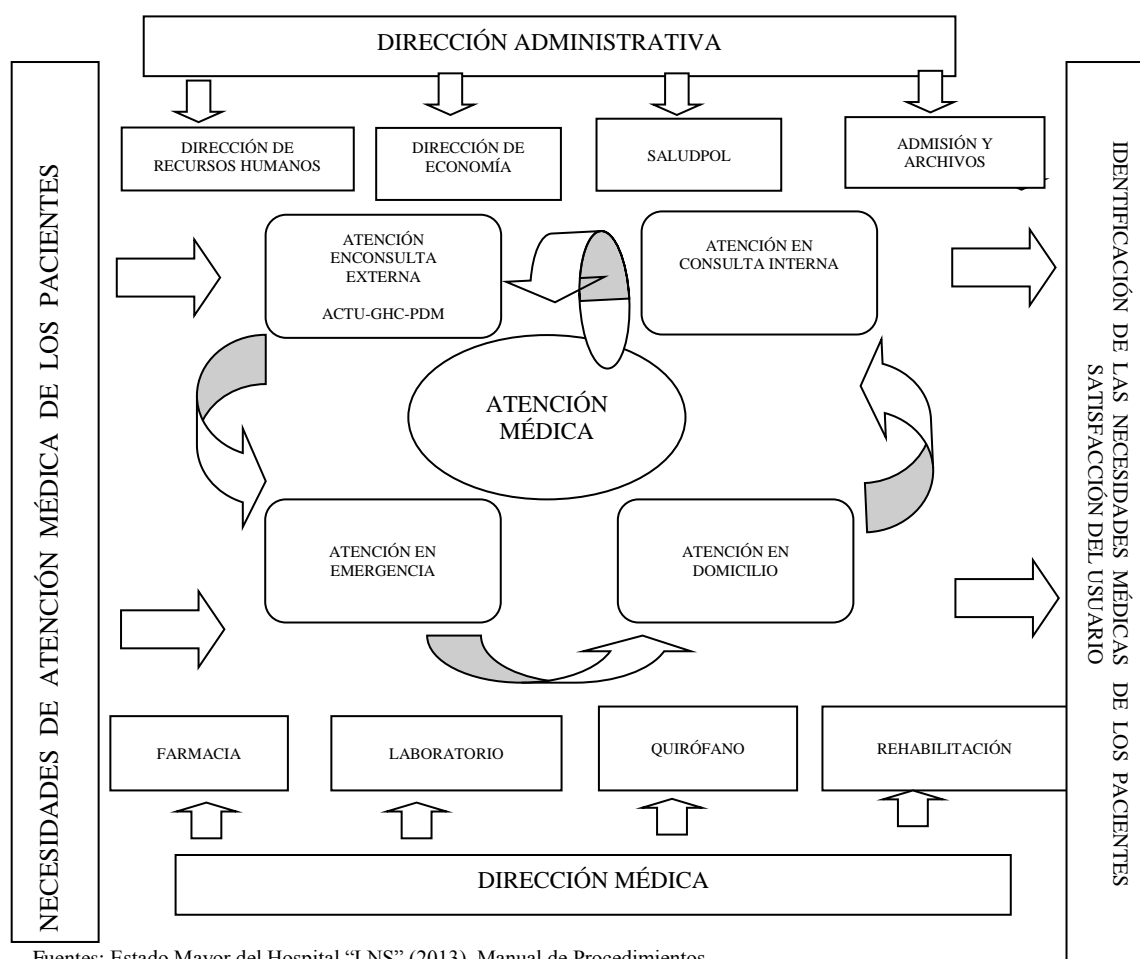 DIRECCIÓN ADMINISTRATIVA
NECESIDADES DE ATENCIÓN MÉDICA DE LOS PACIENTES
DIRECCIÓN DE
RECURSOS HUMANOS
DIRECCIÓN DE
ECONOMÍA
SALUDPOL
ADMISIÓN Y
ARCHIVOS
ATENCIÓN
ENCONSULTA
EXTERNA
ACTU-GHC-PDM
ATENCIÓN EN
CONSULTA INTERNA
ATENCIÓN
MÉDICA
ATENCIÓN EN
EMERGENCIA
ATENCIÓN EN
DOMICILIO
FARMACIA
LABORATORIO
QUIRÓFANO
REHABILITACIÓN
DIRECCIÓN MÉDICA
IDENTIFICACIÓN DE LAS NECESIDADES MÉDICAS DE LOS PACIENTES
SATISFACCIÓN DEL USUARIO
Fuentes: Estado Mayor del Hospital “LNS” (2013). Manual de Procedimientos